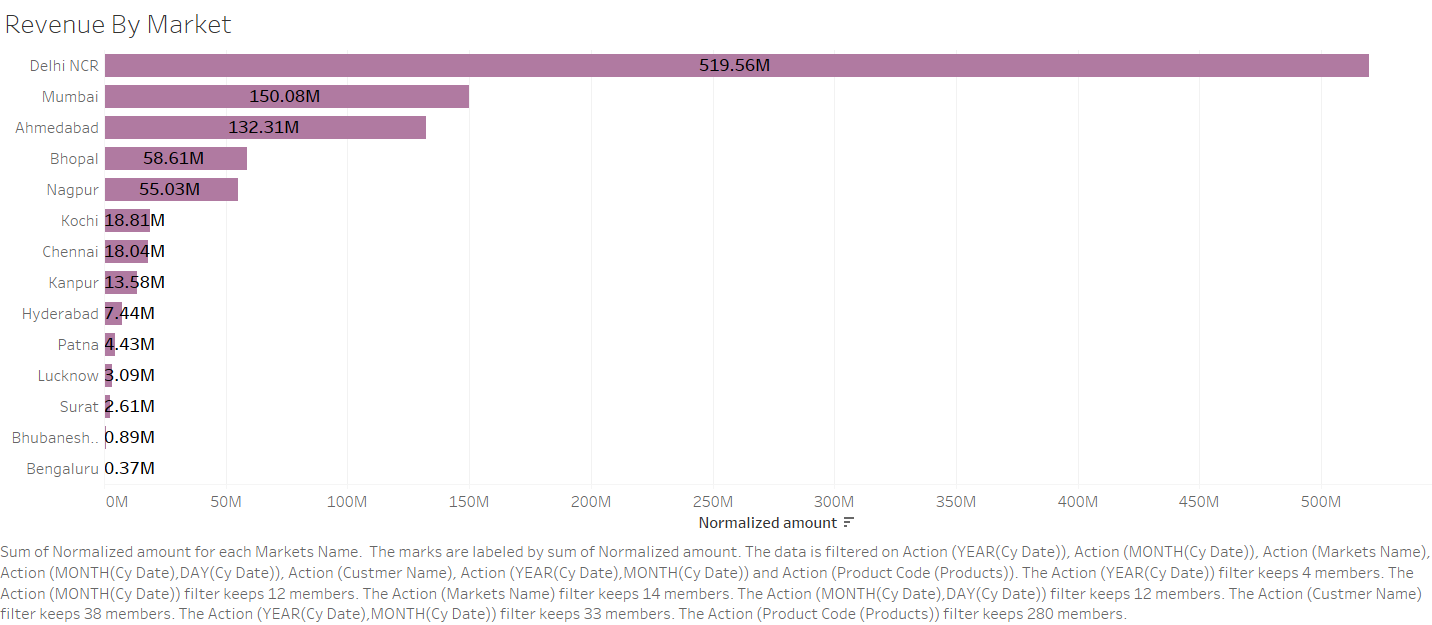 Revenue By Market
Delhi NCR 519.56M
Mumbai 150.08M
Ahmedabad 132.31M
Bhopal 58.61M
Nagpur 55.03M
Kochi 18.81M
Chennai 18.04M
Kanpur 13.58M
Hyderabad 7.44M
Patna 4.43M
Lucknow 3.09M
Surat 2.61M
Bhubanesh.. 0.89M
Bengaluru 0.37M
0M 50M 100M 150M 200M 250M 300M 350M 400M 450M 500M
Normalized amount
Sum of Normalized amount for each Markets Name. The marks are labeled by sum of Normalized amount. The data is filtered on Action (YEAR(Cy Date)), Action (MONTH(Cy Date)), Action (Markets Name),
Action (MONTH(Cy Date),DAY(Cy Date)), Action (Custmer Name), Action (YEAR(Cy Date),MONTH(Cy Date)) and Action (Product Code (Products)). The Action (YEAR(Cy Date)) filter keeps 4 members. The
Action (MONTH(Cy Date)) filter keeps 12 members. The Action (Markets Name) filter keeps 14 members. The Action (MONTH(Cy Date),DAY(Cy Date)) filter keeps 12 members. The Action (Custmer Name)
filter keeps 38 members. The Action (YEAR(Cy Date),MONTH(Cy Date)) filter keeps 33 members. The Action (Product Code (Products)) filter keeps 280 members.